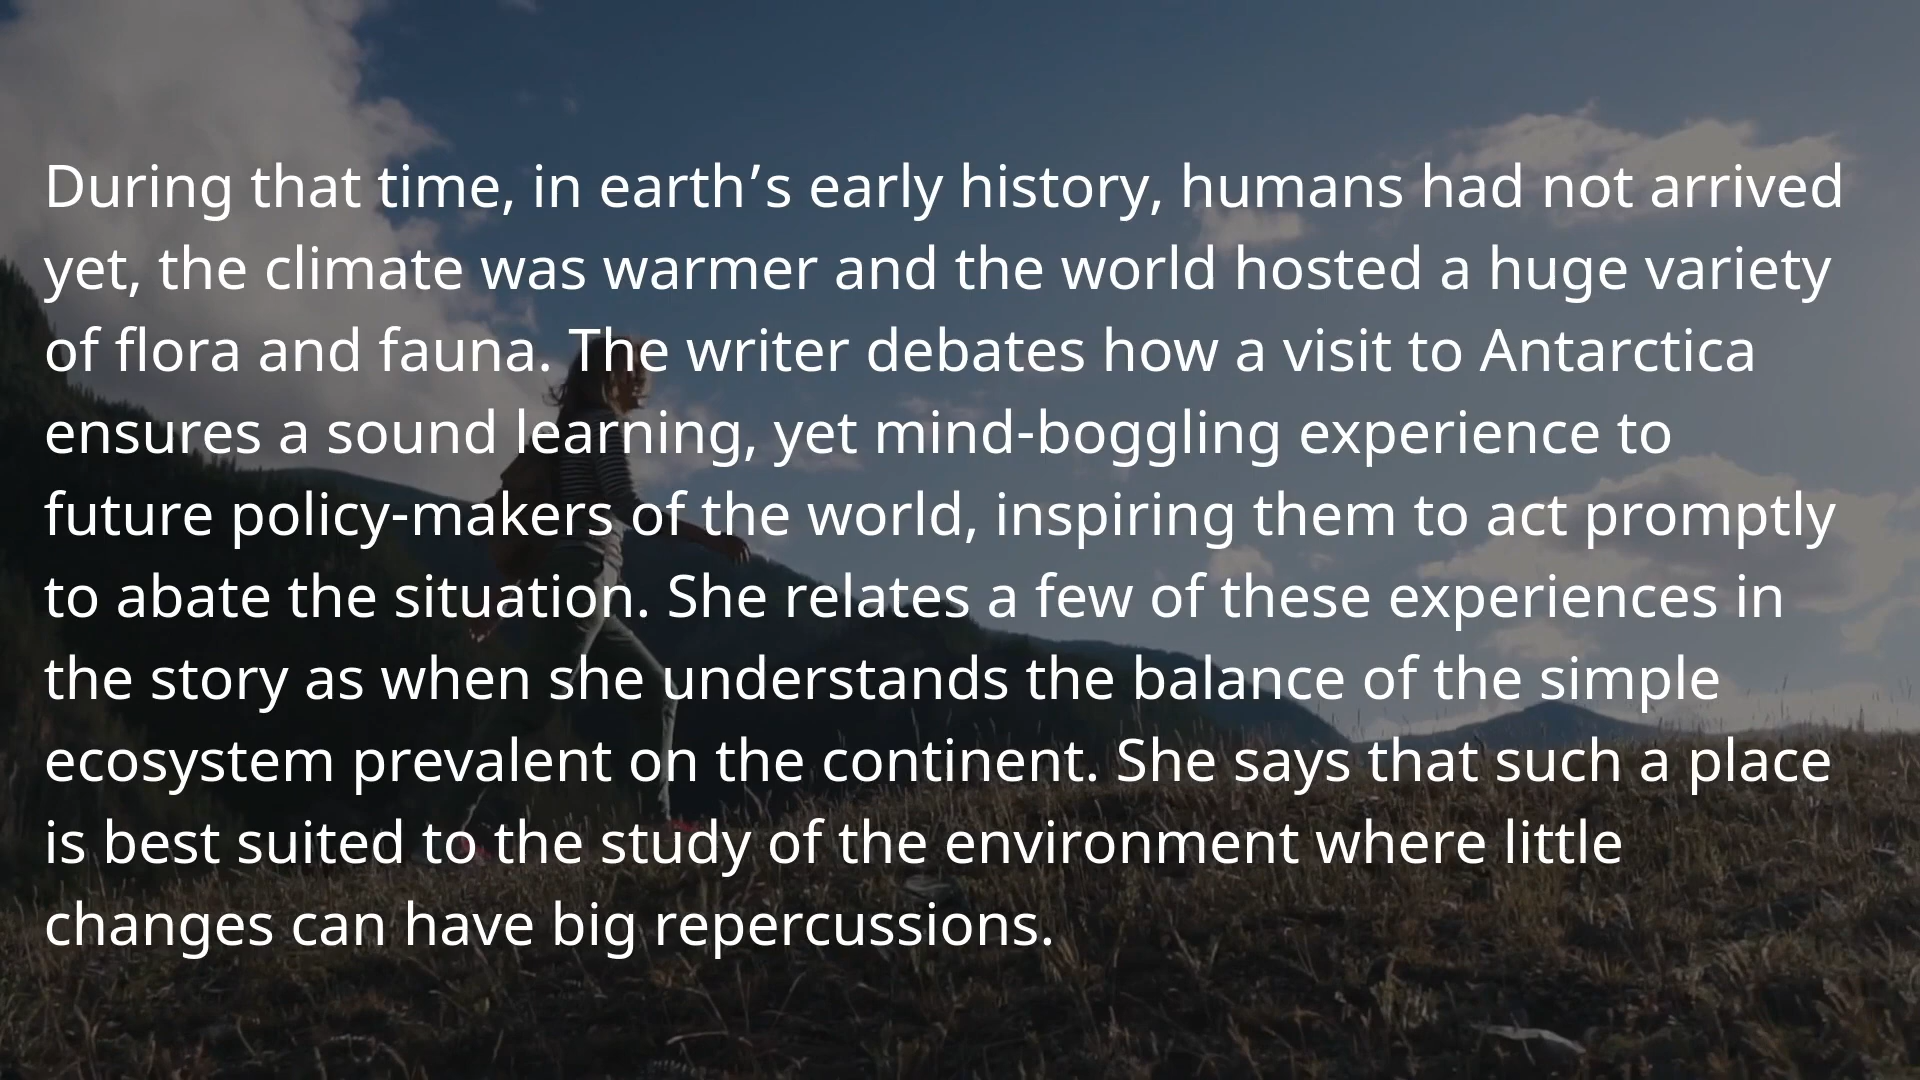 During that time, in earth’s early history, humans had not arrived
yet, the climate was warmer and the world hosted a huge variety
of flora and fauna. The writer debates how a visit to Antarctica
ensures a sound learning, yet mind-boggling experience to
future policy-makers of the world, inspiring them to act promptly
to abate the situation. She relates a few of these experiences in
the story as when she understands the balance of the simple
ecosystem prevalent on the continent. She says that such a place
is best suited to the study of the environment where little
changes can have big repercussions.